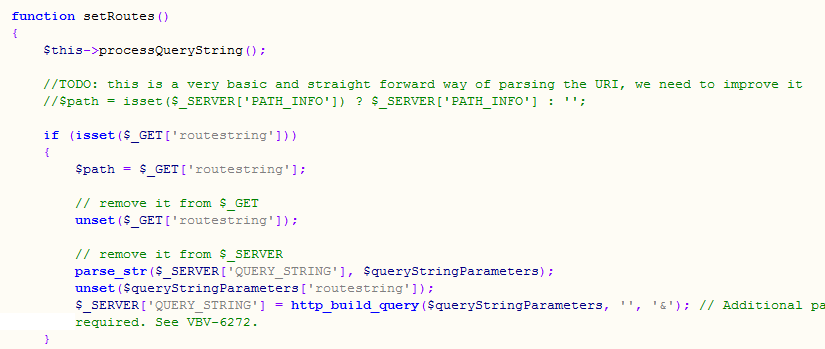 function setRoutes()
{
$this->processQueryString();
//TODO: this is a very basic and straight forward way of parsing the URI, we need to improve it
//$path = isset($_SERVER['PATH_INFO']) ? $_SERVER['PATH_INFO'] : '';
if (isset($_GET['routestring']))
{
$path = $_GET['routestring'];
// remove it from $_GET
unset($_GET['routestring']);
// remove it from $_SERVER
parse_str($_SERVER['QUERY_STRING'], $queryStringParameters);
unset($queryStringParameters['routestring']);
$_SERVER['QUERY_STRING'] = http_build_query($queryStringParameters, '', '&'); // Additional pa
required. See VBV-6272.
}